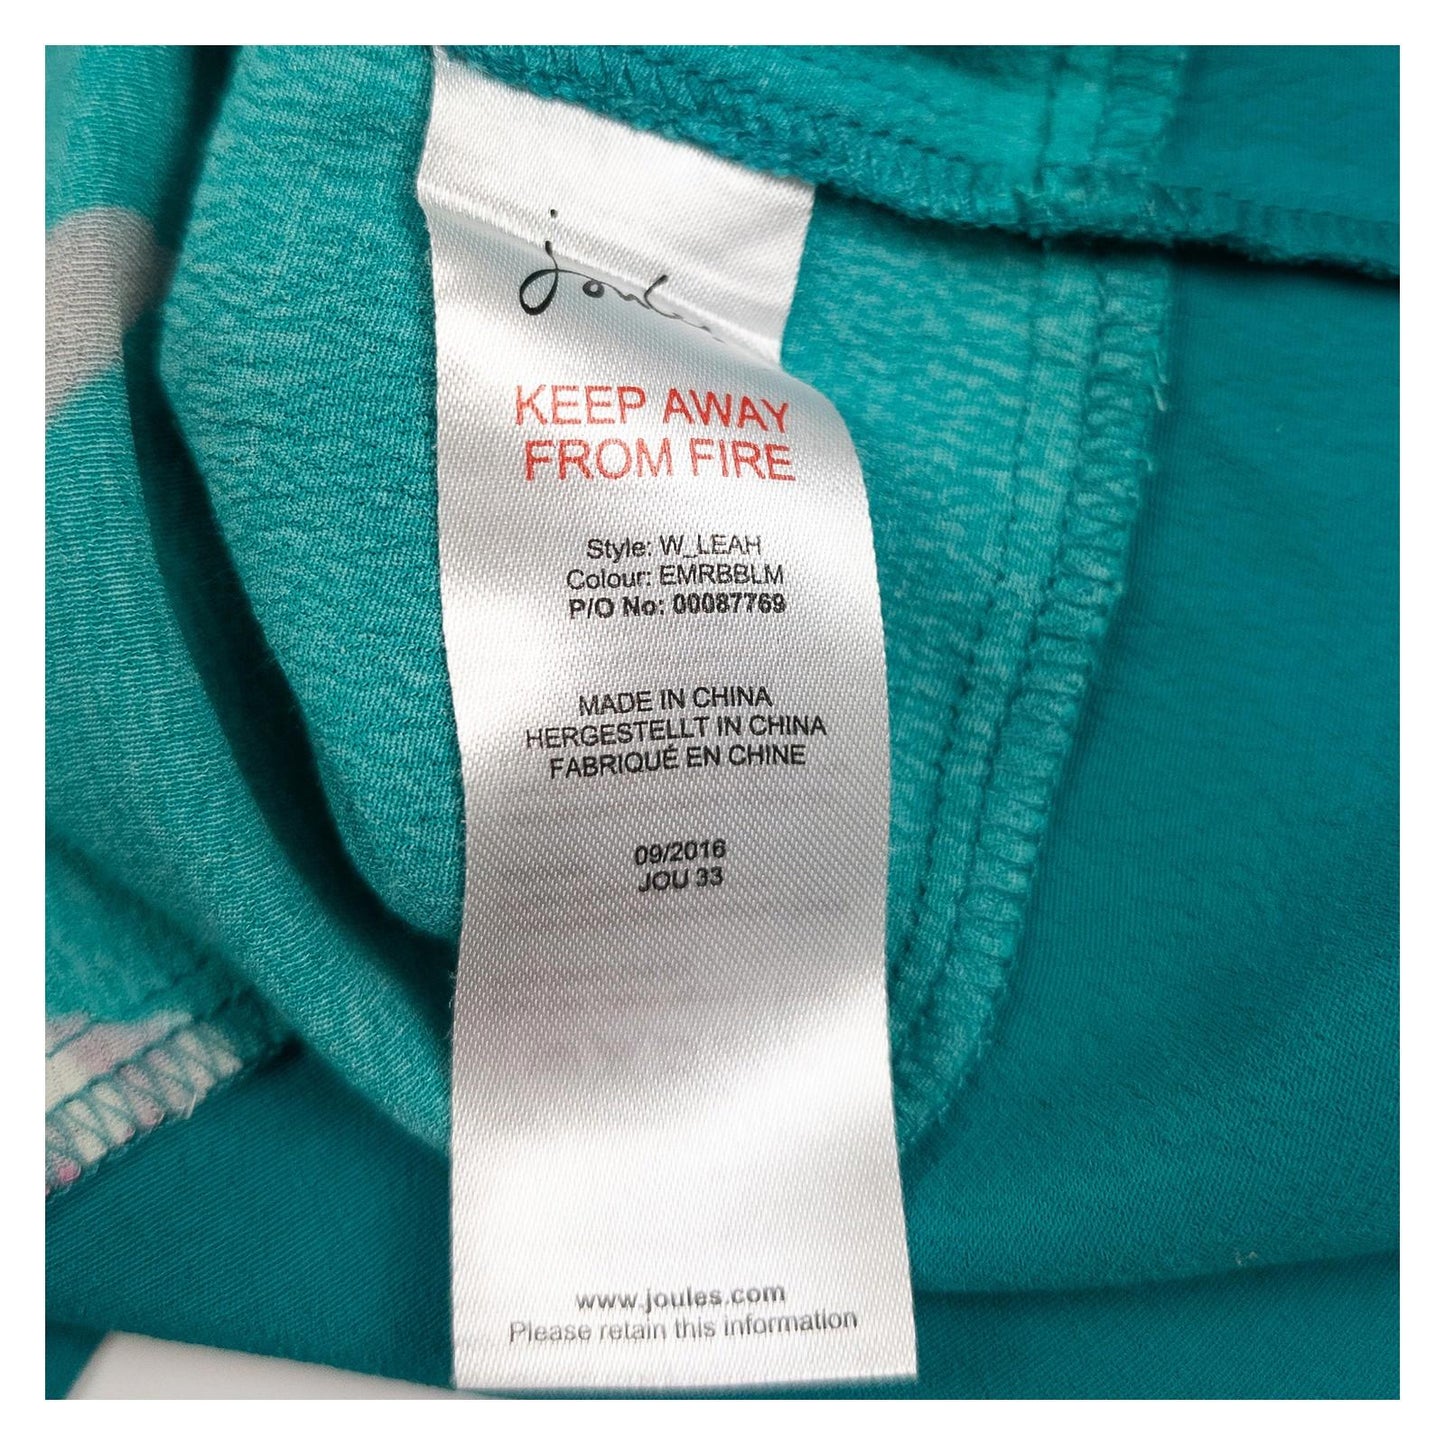 joules
KEEP AWAY
FROM FIRE
Style: W_LEAH
Colour: EMRBBLM
P/O No: 00087769
MADE IN CHINA
HERGESTELLT IN CHINA
FABRIQUÉ EN CHINE
09/2016
JOU 33
www.joules.com
Please retain this information